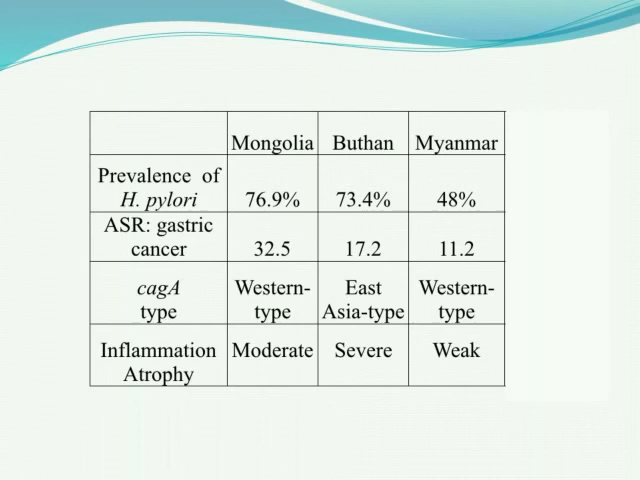 Mongolia Buthan Myanmar
Prevalence of
H. pylori 76.9% 73.4% 48%
ASR: gastric
cancer 32.5 17.2 11.2
cagA Western- East Western-
type type Asia-type type
Inflammation Moderate Severe Weak
Atrophy